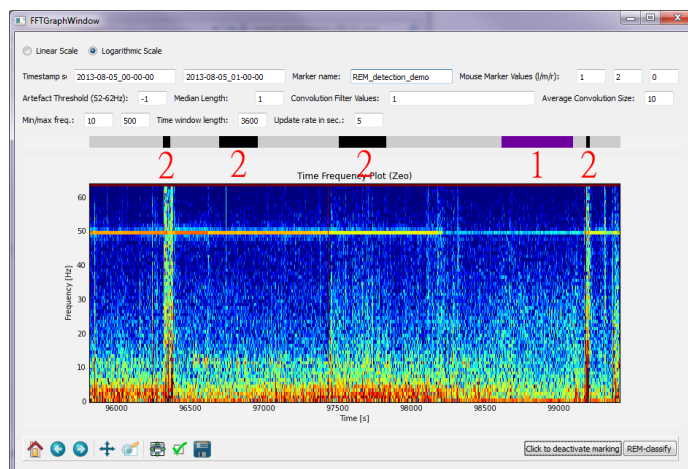 FFTGraphWindow
Linear Scale Logarithmic Scale
Timestamp se 2013-08-05_00-00-00 2013-08-05_01-00-00 Marker name: REM_detection_demo Mouse Marker Values (l/m/r): 1 2 0
Artefact Threshold (52-62Hz): -1 Median Length: 1 Convolution Filter Values: 1 Average Convolution Size: 10
Min/max freq.: 10 500 Time window length: 3600 Update rate in sec.: 5
2 2 2 1 2
Time Frequency Plot (Zeo)
60
50
40
30
20
10
0
Frequency [Hz]
96000 96500 97000 97500 98000 98500 99000
Time [s]
Click to deactivate marking REM-classify